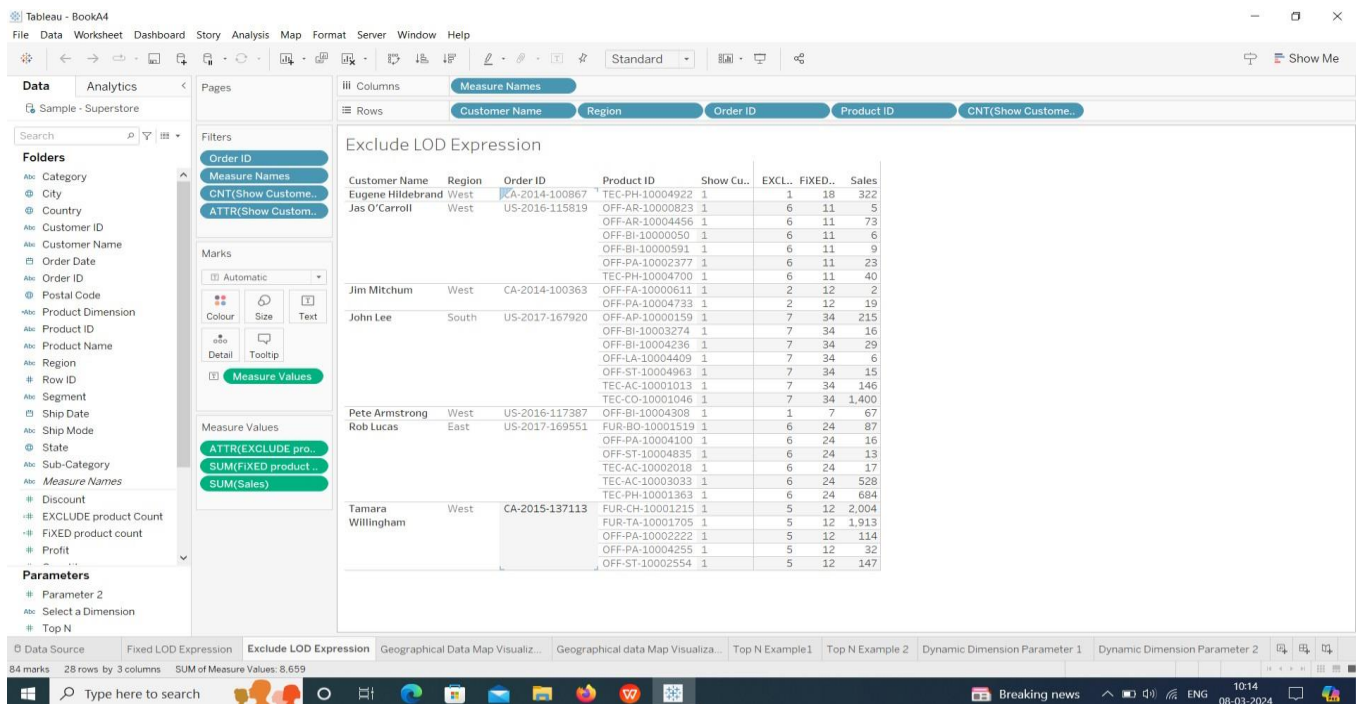 Tableau - BookA4
File Data Worksheet Dashboard Story Analysis Map Format Server Window Help
Standard Show Me
Data Analytics
Sample - Superstore
Search
Folders
Abc Category
City
Country
Abc Customer ID
Abc Customer Name
Order Date
Abc Order ID
Postal Code
Abc Product Dimension
Abc Product ID
Abc Product Name
Abc Region
# Row ID
Abc Segment
Ship Date
Abc Ship Mode
State
Abc Sub-Category
Abc Measure Names
# Discount
# EXCLUDE product Count
# FiXED product count
# Profit
Parameters
# Parameter 2
Abc Select a Dimension
# Top N
Pages
Filters
Order ID
Measure Names
CNT(Show Custome..
ATTR(Show Custom..
Marks
Automatic
Colour Size Text
Detail Tooltip
Measure Values
Measure Values
ATTR(EXCLUDE pro..
SUM(FiXED product ..
SUM(Sales)
Columns Measure Names
Rows Customer Name Region Order ID Product ID CNT(Show Custome..
Exclude LOD Expression
Customer Name Region Order ID Product ID Show Cu.. EXCL.. FiXED.. Sales
Eugene Hildebrand West CA-2014-100867 TEC-PH-10004922 1 1 18 322
Jas O'Carroll West US-2016-115819 OFF-AR-10000823 1 6 11 5
OFF-AR-10004456 1 6 11 73
OFF-BI-10000050 1 6 11 6
OFF-BI-10000591 1 6 11 9
OFF-PA-10002377 1 6 11 23
TEC-PH-10004700 1 6 11 40
Jim Mitchum West CA-2014-100363 OFF-FA-10000611 1 2 12 2
OFF-PA-10004733 1 2 12 19
John Lee South US-2017-167920 OFF-AP-10000159 1 7 34 215
OFF-BI-10003274 1 7 34 16
OFF-BI-10004236 1 7 34 29
OFF-LA-10004409 1 7 34 6
OFF-ST-10004963 1 7 34 15
TEC-AC-10001013 1 7 34 146
TEC-CO-10001046 1 7 34 1,400
Pete Armstrong West US-2016-117387 OFF-BI-10004308 1 1 7 67
Rob Lucas East US-2017-169551 FUR-BO-10001519 1 6 24 87
OFF-PA-10004100 1 6 24 16
OFF-ST-10004835 1 6 24 13
TEC-AC-10002018 1 6 24 17
TEC-AC-10003033 1 6 24 528
TEC-PH-10001363 1 6 24 684
Tamara West CA-2015-137113 FUR-CH-10001215 1 5 12 2,004
Willingham FUR-TA-10001705 1 5 12 1,913
OFF-PA-10002222 1 5 12 114
OFF-PA-10004255 1 5 12 32
OFF-ST-10002554 1 5 12 147
Data Source Fixed LOD Expression Exclude LOD Expression Geographical Data Map Visualiz... Geographical data Map Visualiza... Top N Example1 Top N Example 2 Dynamic Dimension Parameter 1 Dynamic Dimension Parameter 2
84 marks 28 rows by 3 columns SUM of Measure Values: 8,659
Type here to search Breaking news ENG 10:14
08-03-2024